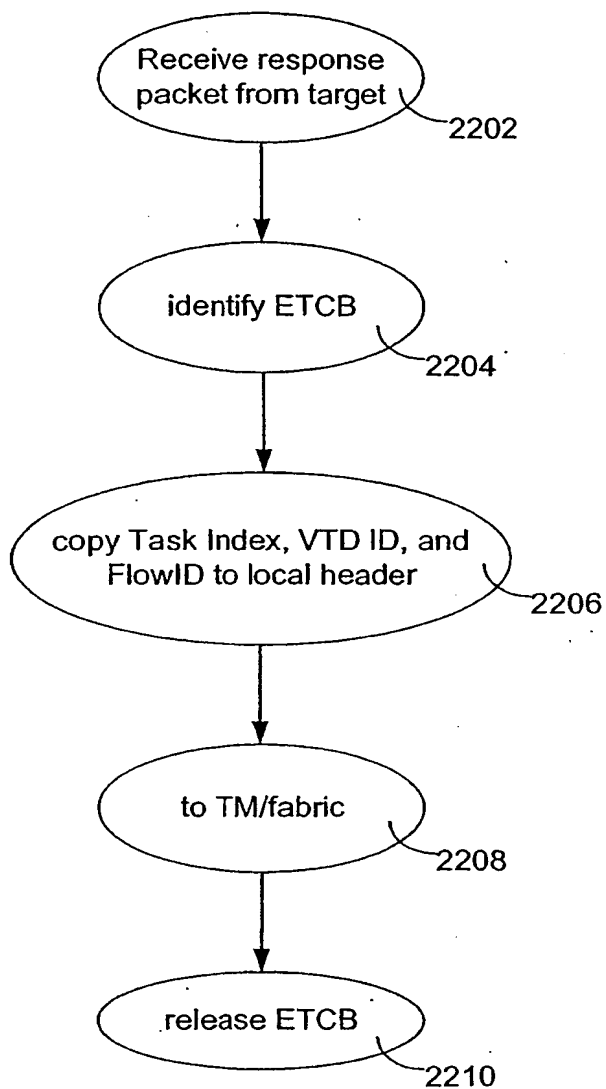 Receive response
packet from target
2202
identify ETCB
2204
copy Task Index, VTD ID, and
FlowID to local header
2206
to TM/fabric
2208
release ETCB
2210